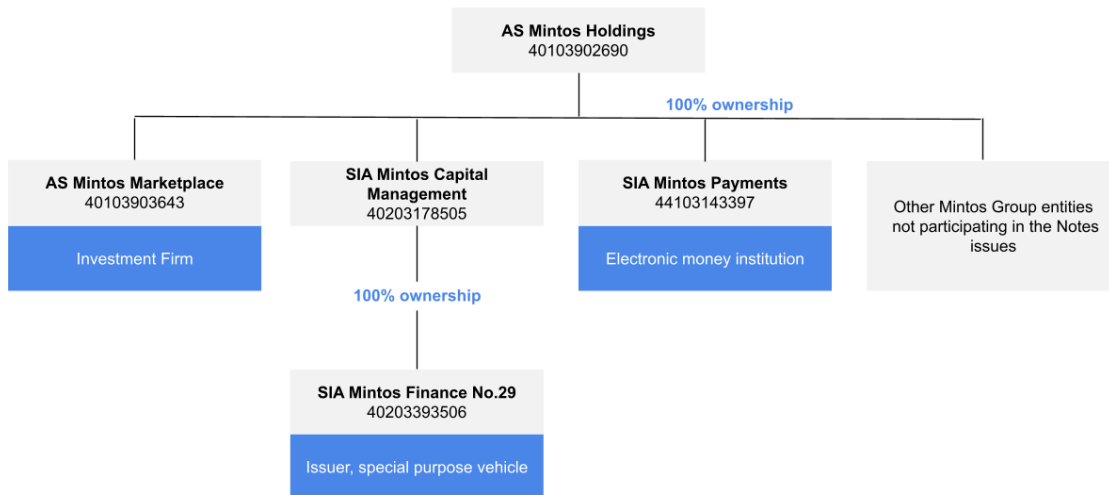 AS Mintos Holdings
40103902690
100% ownership
AS Mintos Marketplace
40103903643
Investment Firm
SIA Mintos Capital
Management
40203178505
SIA Mintos Payments
44103143397
Electronic money institution
Other Mintos Group entities
not participating in the Notes
issues
100% ownership
SIA Mintos Finance No.29
40203393506
Issuer, special purpose vehicle